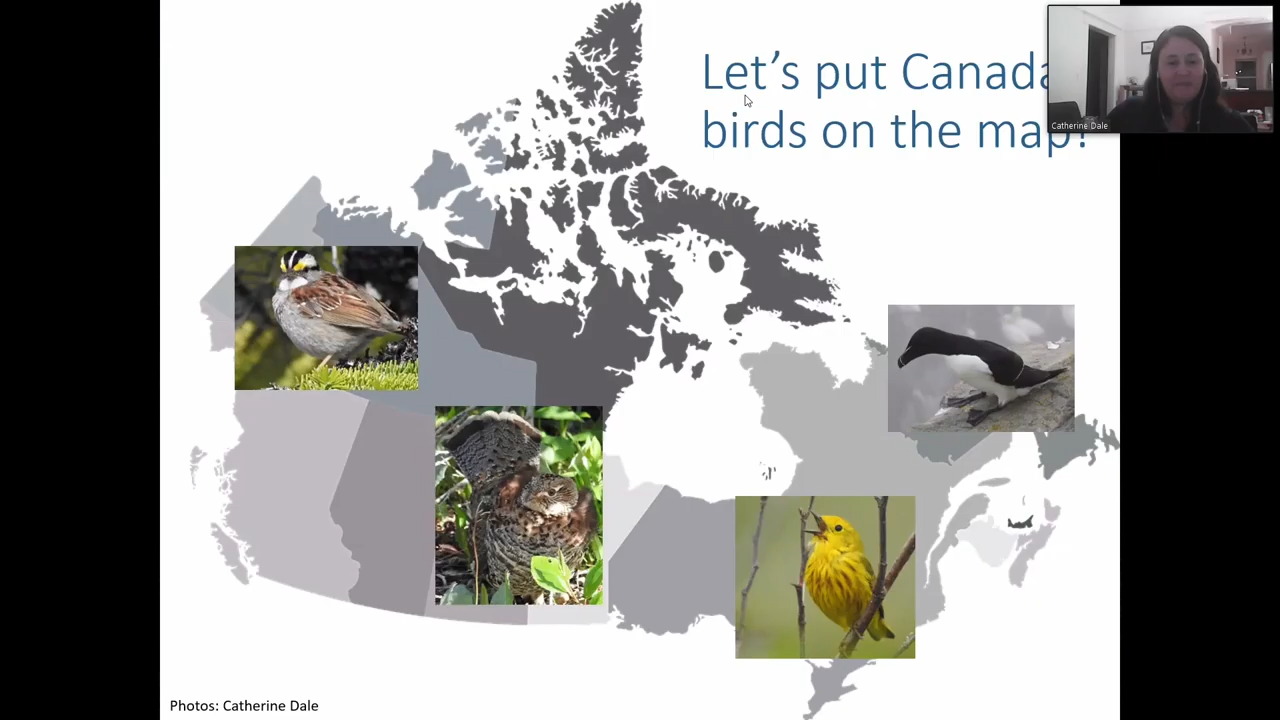 Let's put Canada
birds on the map!
Catherine Dale
Photos: Catherine Dale